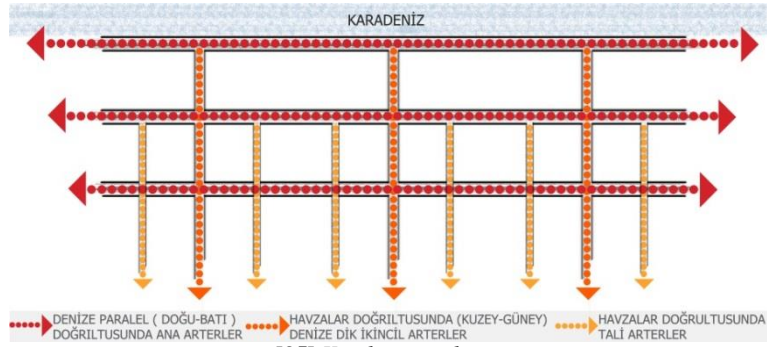 KARADENİZ
DENİZE PARALEL ( DOĞU-BATI )
DOĞRULTUSUNDA ANA ARTERLER
HAVZALAR DOĞRILTUSUNDA (KUZEY-GÜNEY)
DENİZE DİK İKİNCİL ARTERLER
HAVZALAR DOĞRULTUSUNDA
TALİ ARTERLER